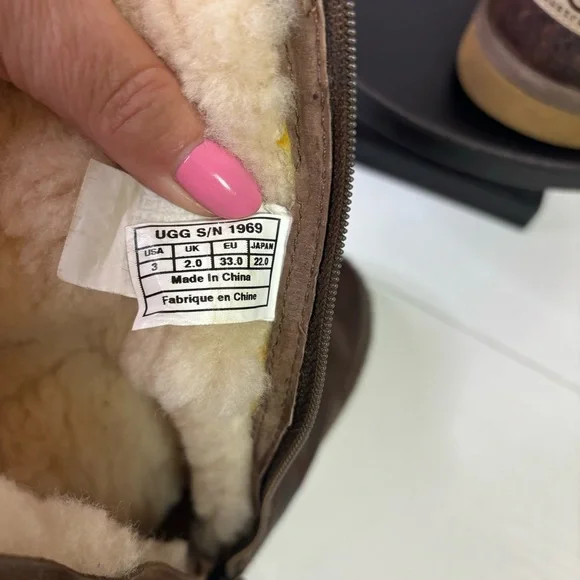 UGG S/N 1969
USA UK EU JAPAN
3 2.0 33.0 22.0
Made In China
Fabrique en Chine